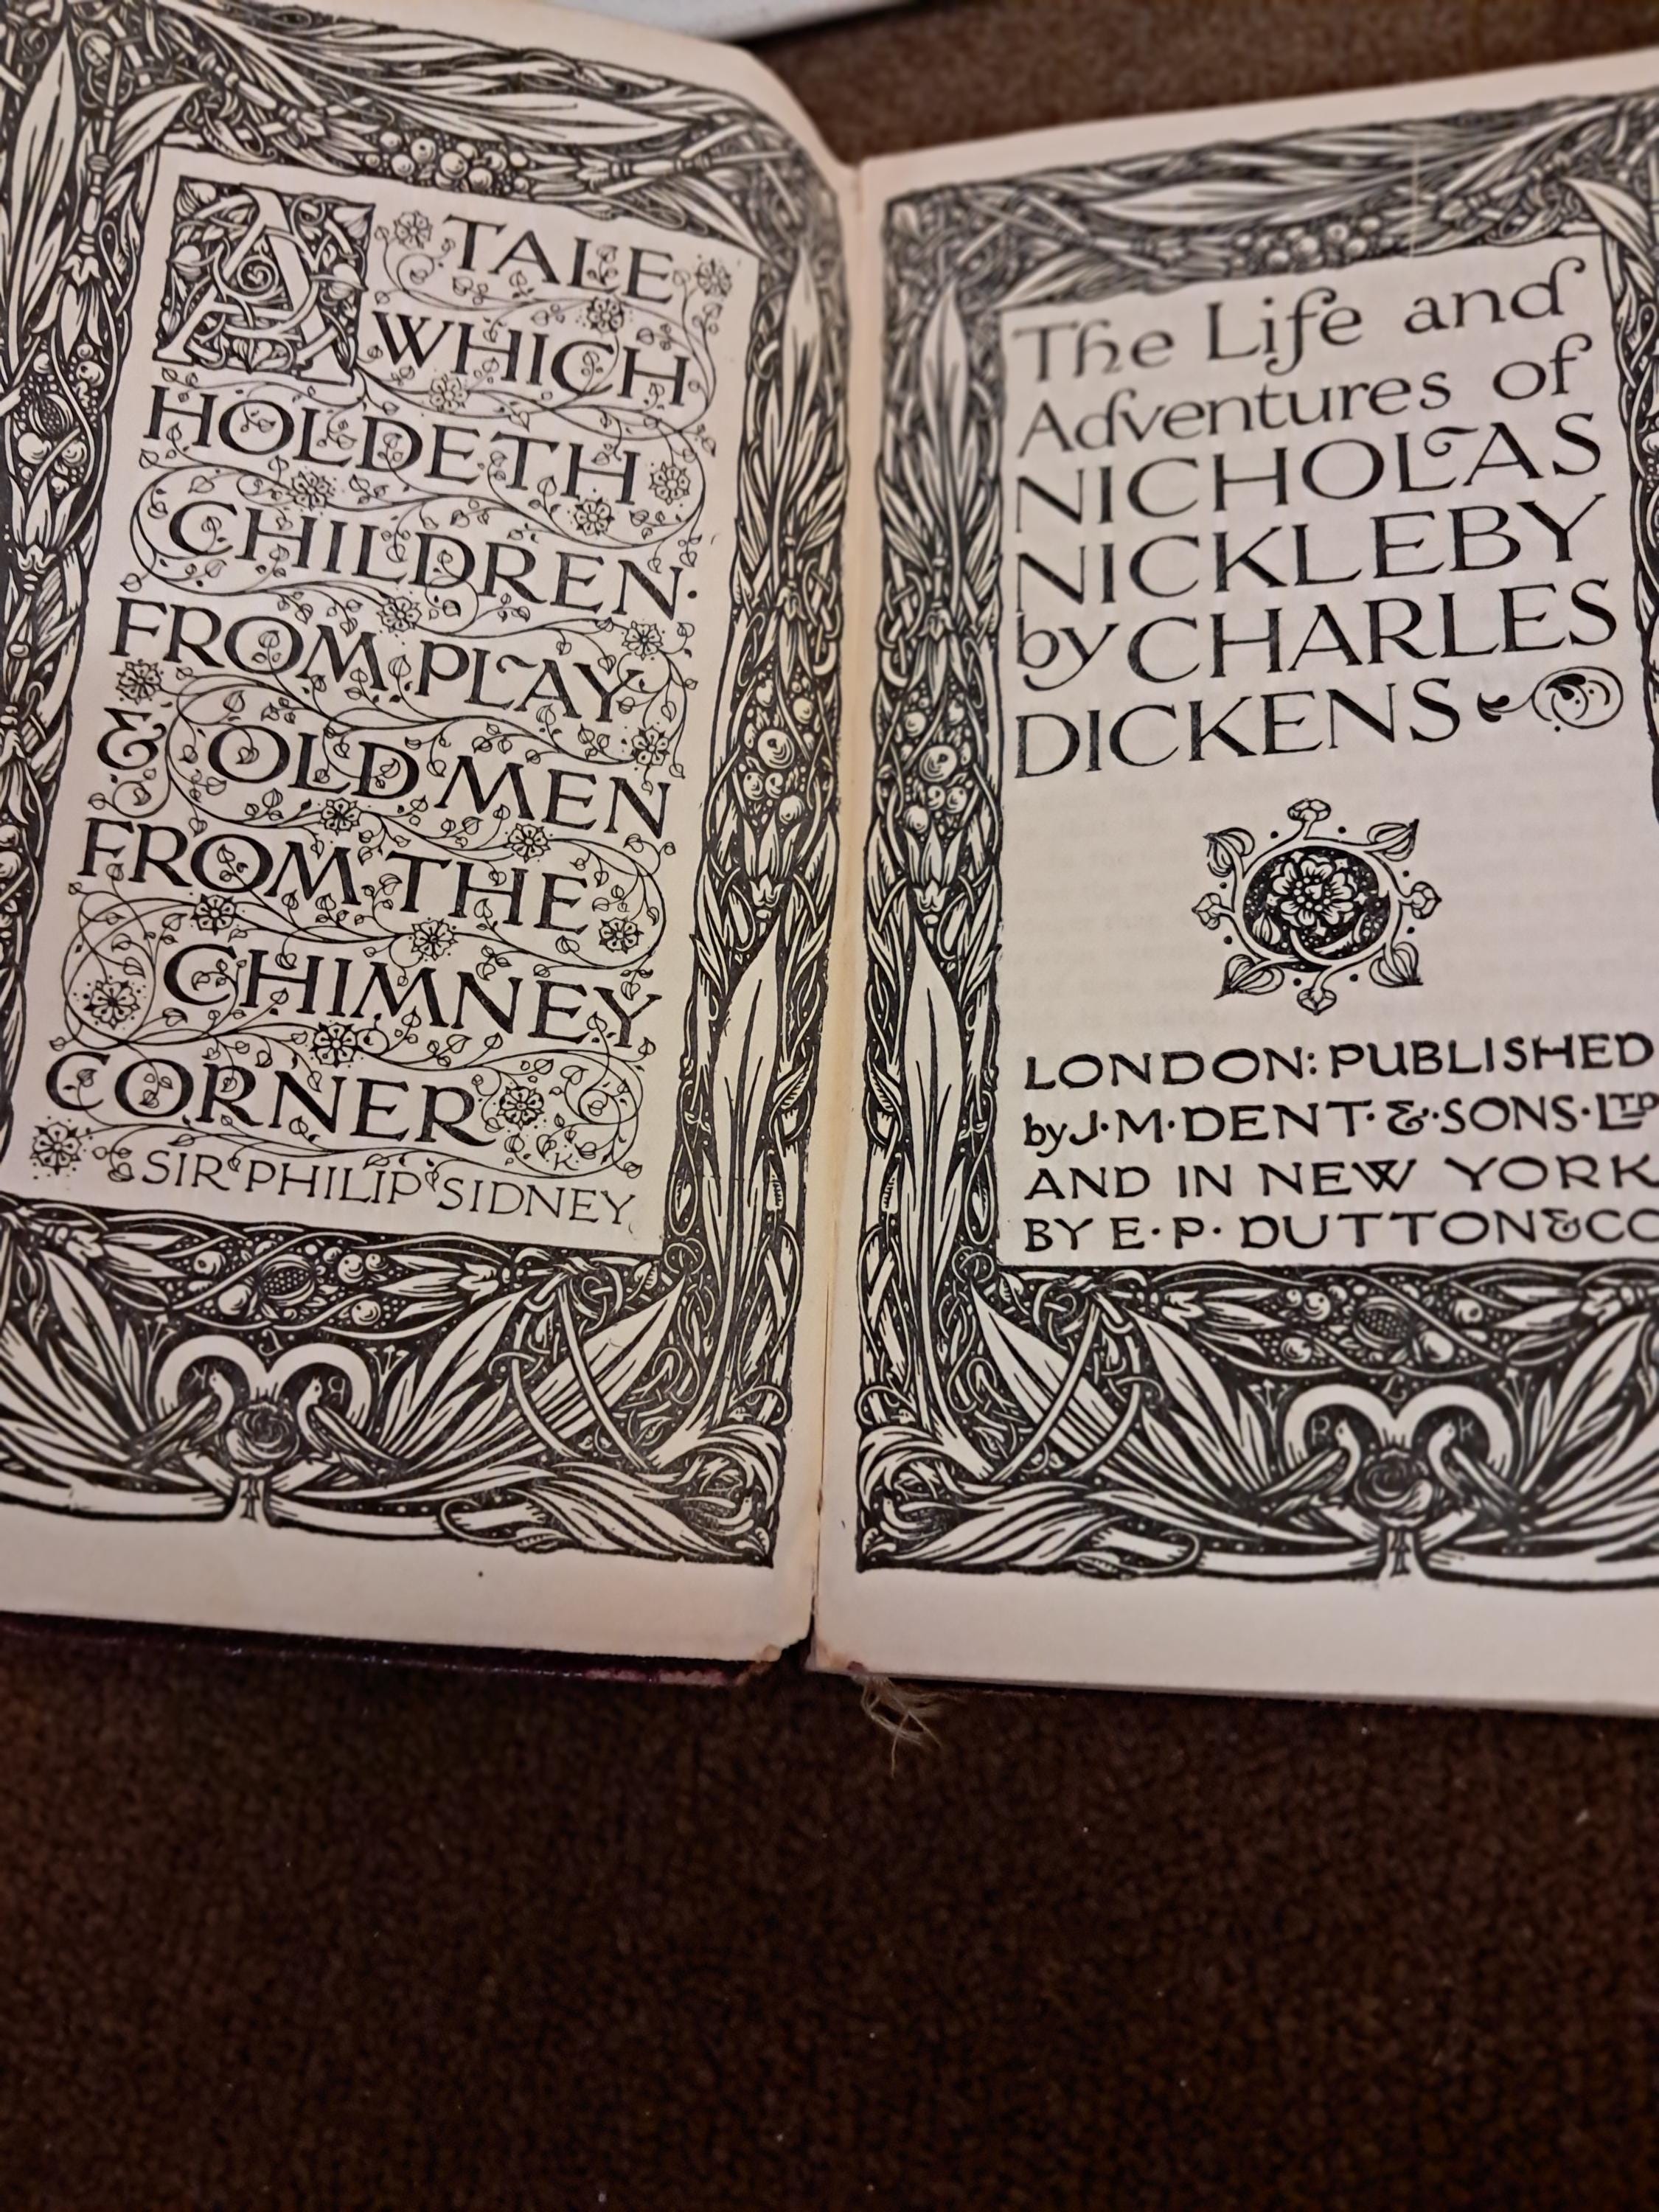 A TALE
WHICH
HOLDETH
CHILDREN
FROM PLAY
& OLD MEN
FROM THE
CHIMNEY
CORNER
SIR PHILIP SIDNEY
The Life and
Adventures of
NICHOLAS
NICKLEBY
by CHARLES
DICKENS
LONDON: PUBLISHED
by J·M·DENT·&·SONS·LTD
AND IN NEW YORK
BY E·P·DUTTON&CO
R K
R K